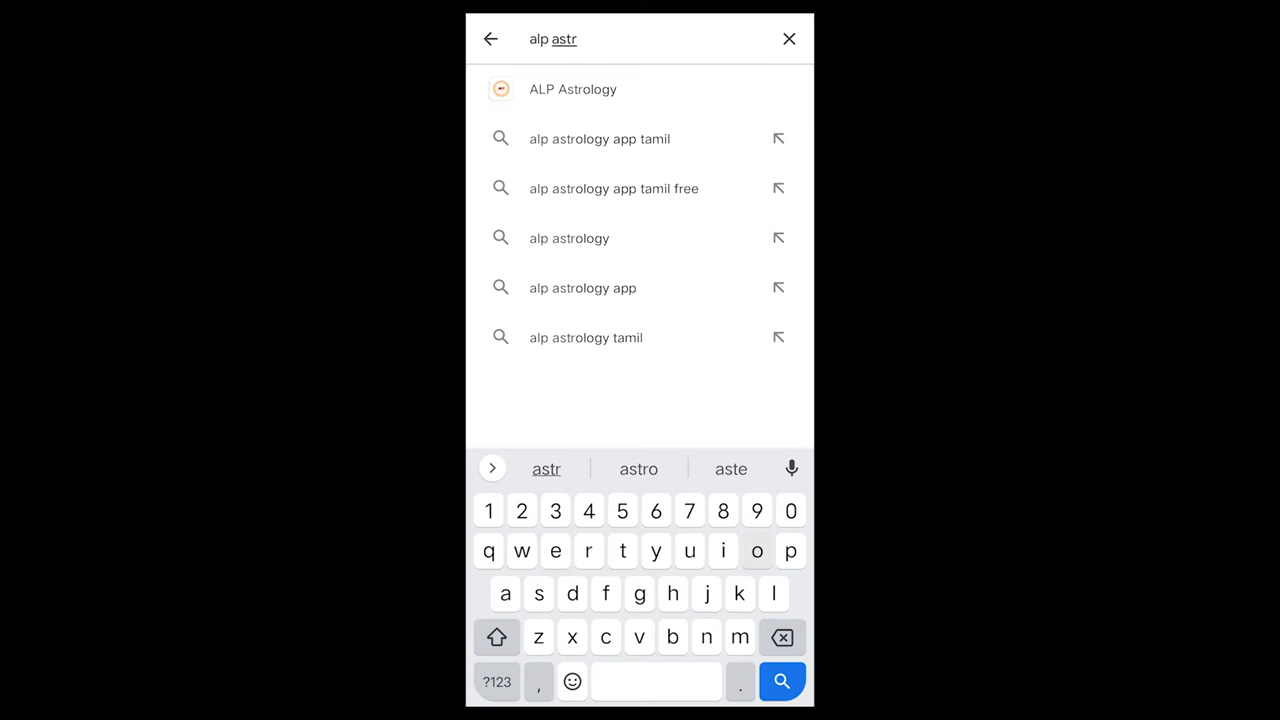 alp astr
ALP Astrology
alp astrology app tamil
alp astrology app tamil free
alp astrology
alp astrology app
alp astrology tamil
astr astro aste
1 2 3 4 5 6 7 8 9 0
q w e r t y u i o p
a s d f g h j k l
z x c v b n m
?123 , .